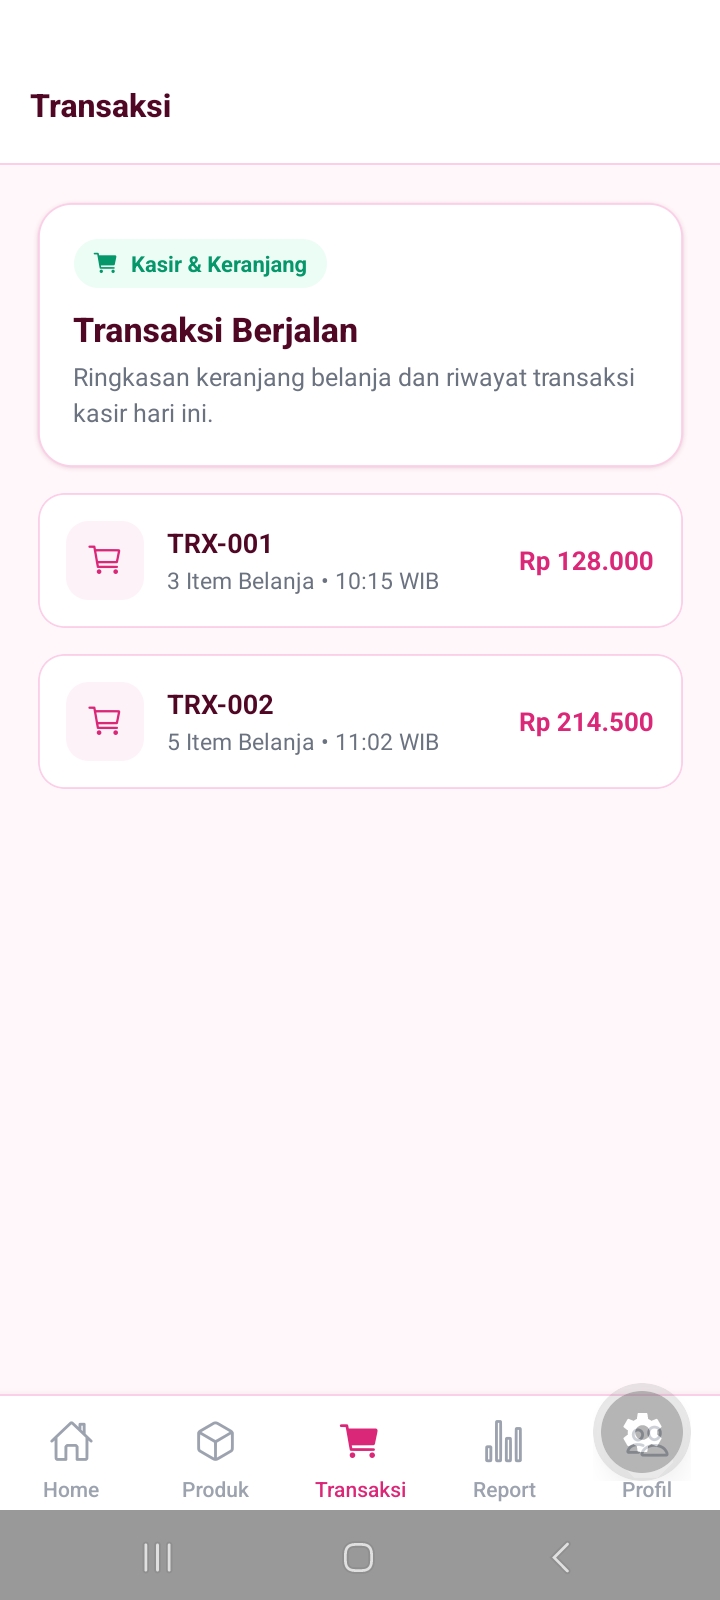 Transaksi
Kasir & Keranjang
Transaksi Berjalan
Ringkasan keranjang belanja dan riwayat transaksi
kasir hari ini.
TRX-001
3 Item Belanja • 10:15 WIB
Rp 128.000
TRX-002
5 Item Belanja • 11:02 WIB
Rp 214.500
Home
Produk
Transaksi
Report
Profil